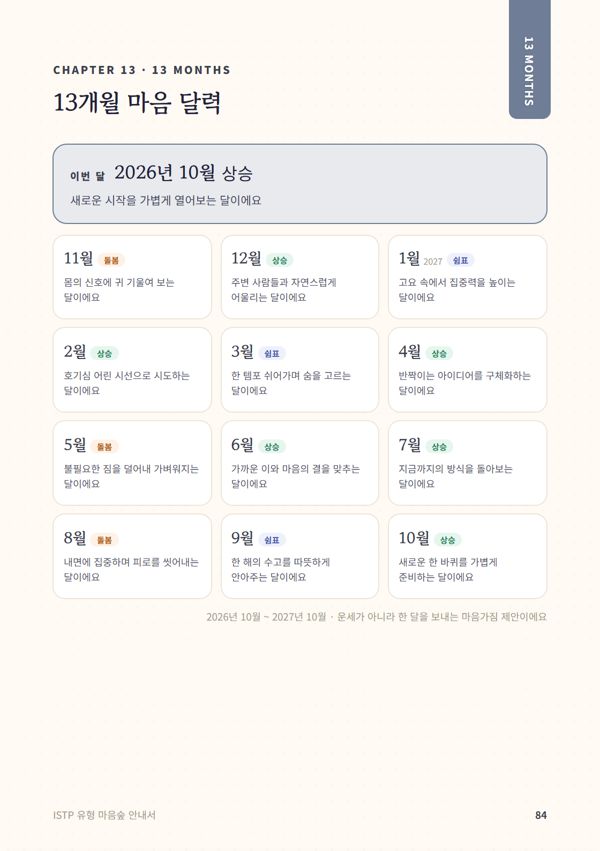 13 MONTHS
CHAPTER 13 · 13 MONTHS
13개월 마음 달력
이번 달 2026년 10월 상승
새로운 시작을 가볍게 열어보는 달이에요
11월 돌봄
몸의 신호에 귀 기울여 보는
달이에요
12월 상승
주변 사람들과 자연스럽게
어울리는 달이에요
1월 2027 쉼표
고요 속에서 집중력을 높이는
달이에요
2월 상승
호기심 어린 시선으로 시도하는
달이에요
3월 쉼표
한 템포 쉬어가며 숨을 고르는
달이에요
4월 상승
반짝이는 아이디어를 구체화하는
달이에요
5월 돌봄
불필요한 짐을 덜어내 가벼워지는
달이에요
6월 상승
가까운 이와 마음의 결을 맞추는
달이에요
7월 상승
지금까지의 방식을 돌아보는
달이에요
8월 돌봄
내면에 집중하며 피로를 씻어내는
달이에요
9월 쉼표
한 해의 수고를 따뜻하게
안아주는 달이에요
10월 상승
새로운 한 바퀴를 가볍게
준비하는 달이에요
2026년 10월 ~ 2027년 10월 · 운세가 아니라 한 달을 보내는 마음가짐 제안이에요
ISTP 유형 마음숲 안내서
84